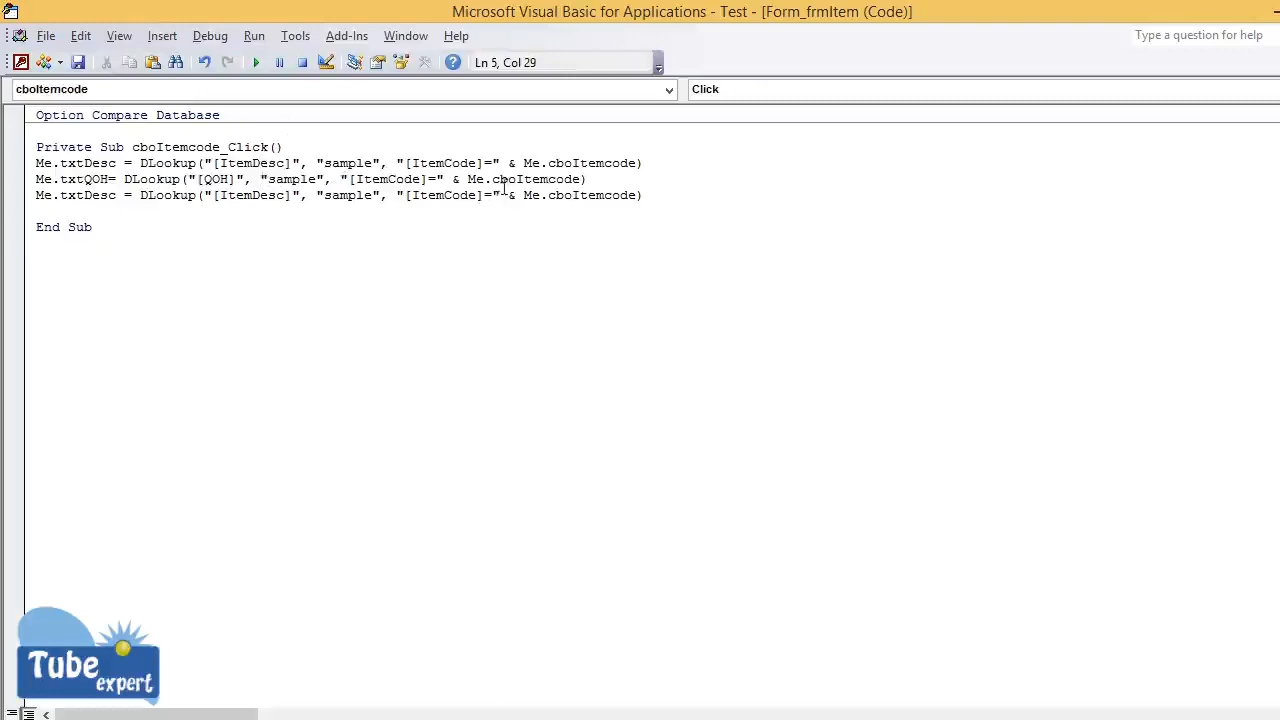 Microsoft Visual Basic for Applications - Test - [Form_frmItem (Code)]
File Edit View Insert Debug Run Tools Add-Ins Window Help
Type a question for help
Ln 5, Col 29
cboItemcode
Click
Option Compare Database
Private Sub cboItemcode_Click()
Me.txtDesc = DLookup("[ItemDesc]", "sample", "[ItemCode]=" & Me.cboItemcode)
Me.txtQOH= DLookup("[QOH]", "sample", "[ItemCode]=" & Me.cboItemcode)
Me.txtDesc = DLookup("[ItemDesc]", "sample", "[ItemCode]=" & Me.cboItemcode)
End Sub
Tube
expert